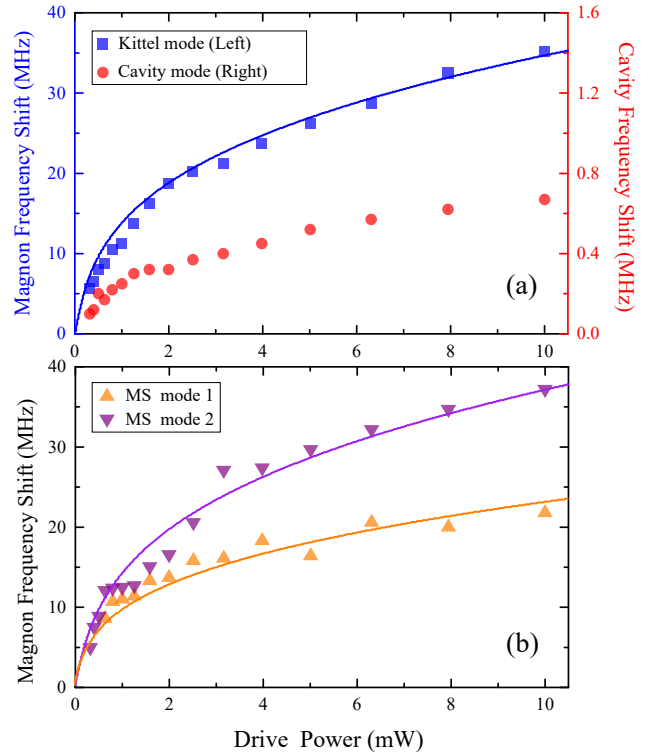 40
30
20
10
0
Magnon Frequency Shift (MHz)
Kittel mode (Left)
Cavity mode (Right)
(a)
1.6
1.2
0.8
0.4
0.0
Cavity Frequency Shift (MHz)
0 2 4 6 8 10
40
30
20
10
0
Magnon Frequency Shift (MHz)
MS mode 1
MS mode 2
(b)
0 2 4 6 8 10
Drive Power (mW)